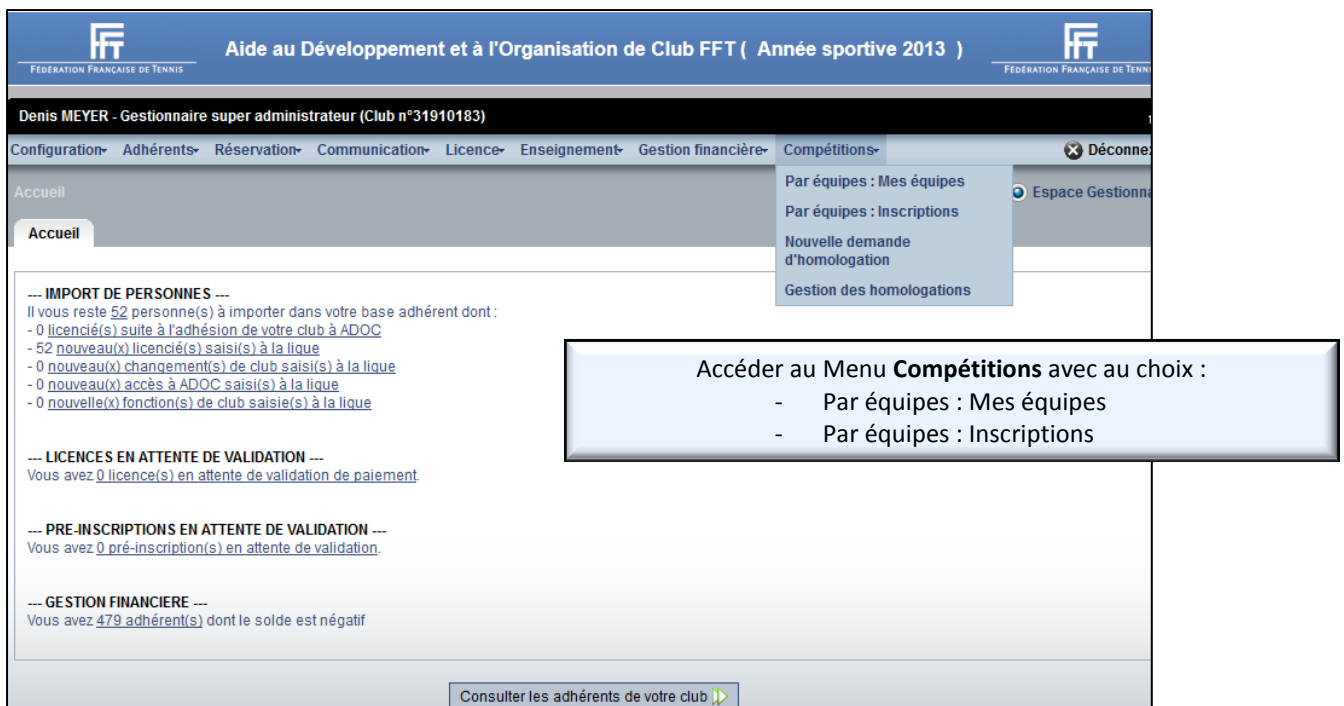 FFT
FÉDÉRATION FRANÇAISE DE TENNIS
Aide au Développement et à l'Organisation de Club FFT ( Année sportive 2013 )
FFT
FÉDÉRATION FRANÇAISE DE TENN
Denis MEYER - Gestionnaire super administrateur (Club n°31910183)
Configuration Adhérents Réservation Communication Licence Enseignement Gestion financière Compétitions Déconne
Accueil
Par équipes : Mes équipes
Espace Gestionna
Par équipes : Inscriptions
Accueil
Nouvelle demande
d'homologation
Gestion des homologations
--- IMPORT DE PERSONNES ---
Il vous reste 52 personne(s) à importer dans votre base adhérent dont :
- 0 licencié(s) suite à l'adhésion de votre club à ADOC
- 52 nouveau(x) licencié(s) saisi(s) à la ligue
- 0 nouveau(x) changement(s) de club saisi(s) à la ligue
- 0 nouveau(x) accès à ADOC saisi(s) à la ligue
- 0 nouvelle(x) fonction(s) de club saisie(s) à la ligue
Accéder au Menu Compétitions avec au choix :
- Par équipes : Mes équipes
- Par équipes : Inscriptions
--- LICENCES EN ATTENTE DE VALIDATION ---
Vous avez 0 licence(s) en attente de validation de paiement.
--- PRE-INSCRIPTIONS EN ATTENTE DE VALIDATION ---
Vous avez 0 pré-inscription(s) en attente de validation.
--- GESTION FINANCIERE ---
Vous avez 479 adhérent(s) dont le solde est négatif
Consulter les adhérents de votre club